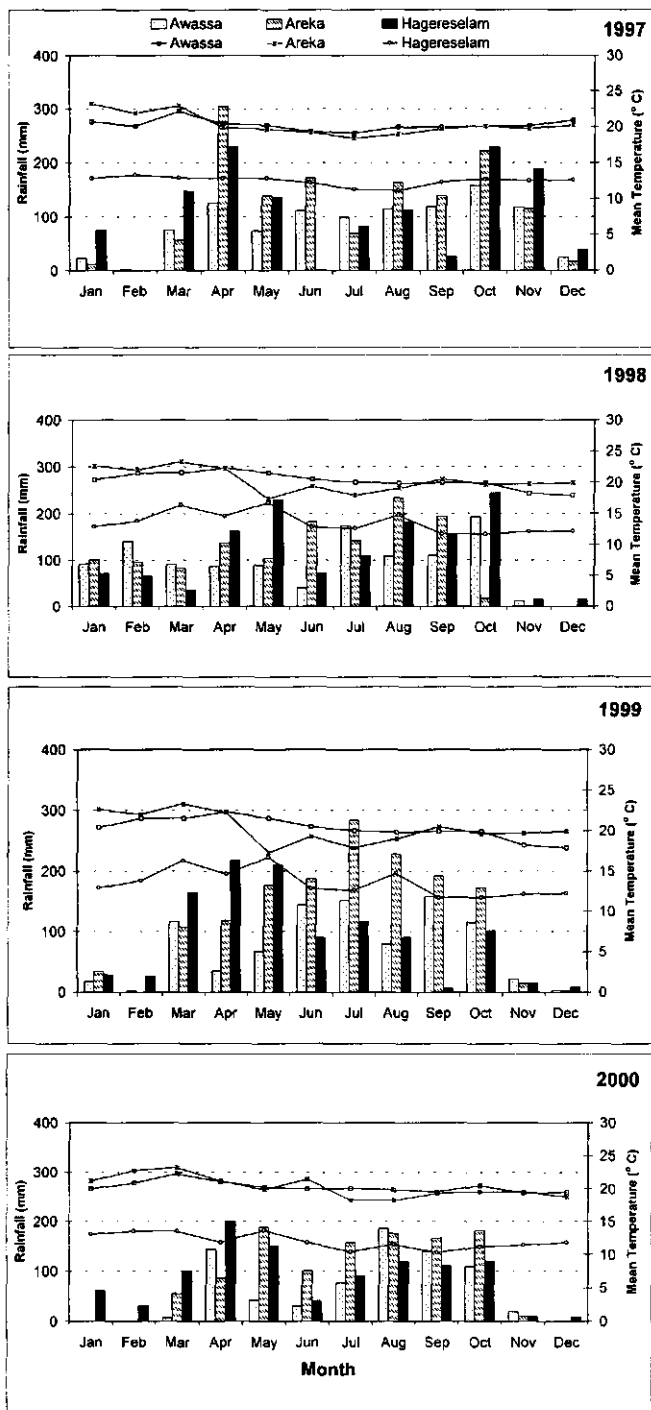 Awassa Areka Hagereselam
Awassa Areka Hagereselam
1997
400 30
300 25
200 20
100 15
0 10
5
0
Rainfall (mm)
Mean Temperature (° C)
Jan Feb Mar Apr May Jun Jul Aug Sep Oct Nov Dec
1998
400 30
300 25
200 20
100 15
0 10
5
0
Rainfall (mm)
Mean Temperature (° C)
Jan Feb Mar Apr May Jun Jul Aug Sep Oct Nov Dec
1999
400 30
300 25
200 20
100 15
0 10
5
0
Rainfall (mm)
Mean Temperature (° C)
Jan Feb Mar Apr May Jun Jul Aug Sep Oct Nov Dec
2000
400 30
300 25
200 20
100 15
0 10
5
0
Rainfall (mm)
Mean Temperature (° C)
Jan Feb Mar Apr May Jun Jul Aug Sep Oct Nov Dec
Month